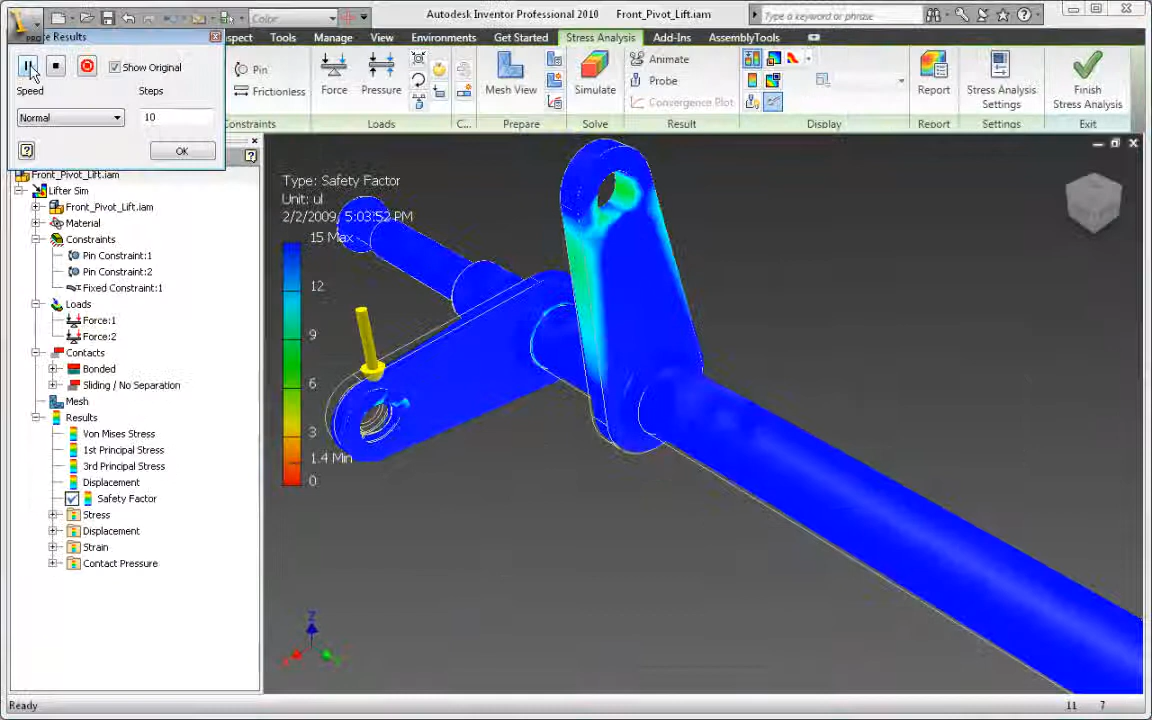 Color
Autodesk Inventor Professional 2010 Front_Pivot_Lift.iam
Type a keyword or phrase
PRO
e Results
spect Tools Manage View Environments Get Started Stress Analysis Add-Ins AssemblyTools
Show Original
Speed Steps
Normal 10
OK
Pin
Frictionless
Force
Pressure
Mesh View
Simulate
Animate
Probe
Convergence Plot
Report
Stress Analysis
Settings
Finish
Stress Analysis
Constraints Loads C... Prepare Solve Result Display Report Settings Exit
Front_Pivot_Lift.iam
Lifter Sim
Front_Pivot_Lift.iam
Material
Constraints
Pin Constraint:1
Pin Constraint:2
Fixed Constraint:1
Loads
Force:1
Force:2
Contacts
Bonded
Sliding / No Separation
Mesh
Results
Von Mises Stress
1st Principal Stress
3rd Principal Stress
Displacement
Safety Factor
Stress
Displacement
Strain
Contact Pressure
Type: Safety Factor
Unit: ul
2/2/2009, 5:03:52 PM
15 Max
12
9
6
3
1.4 Min
0
Z
Ready
11 7